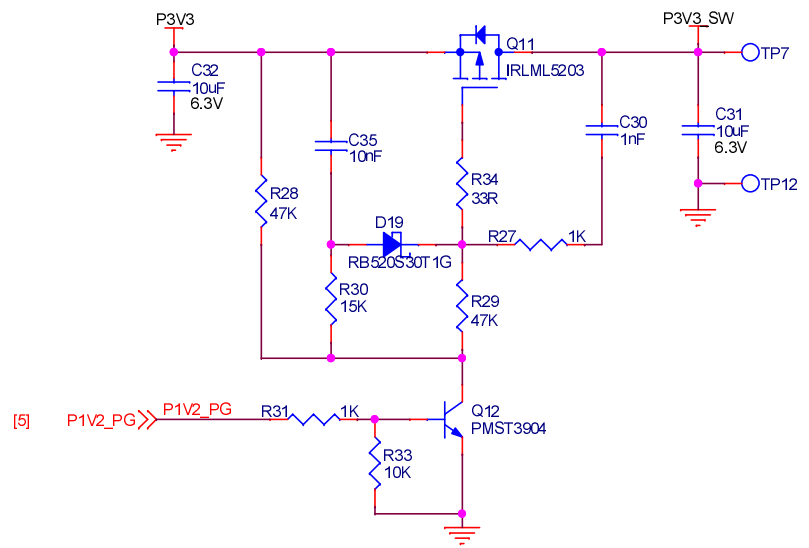 P3V3
P3V3_SW
Q11
TP7
IRLML5203
C32
10uF
6.3V
C35
10nF
C30
1nF
C31
10uF
6.3V
R28
47K
R34
33R
TP12
D19
RB520S30T1G
R27
1K
R30
15K
R29
47K
[5]
P1V2_PG
P1V2_PG
R31
1K
Q12
PMST3904
R33
10K